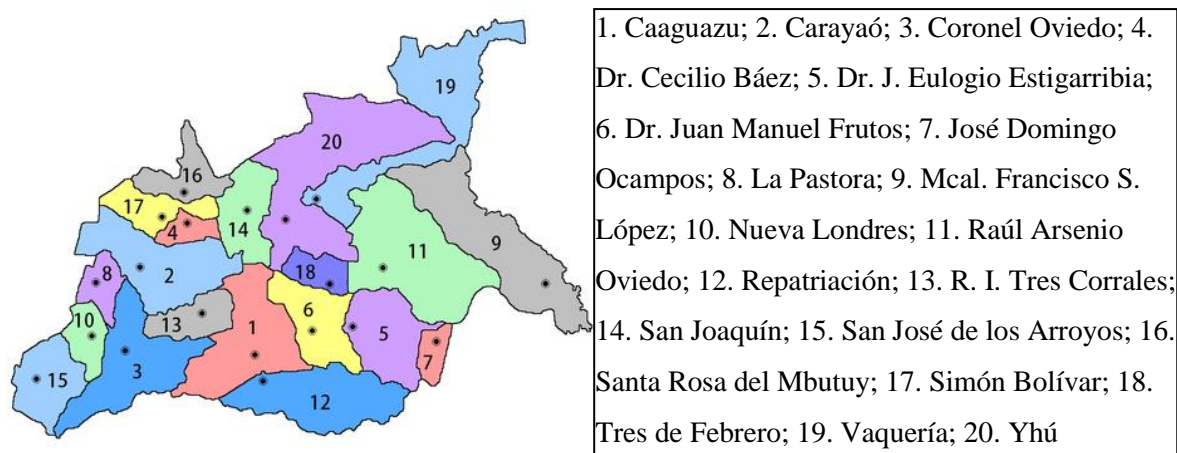 19
20
16
17
14
4
11
9
2
8
18
13
6
10
1
5
7
3
15
12
1. Caaguazu; 2. Carayaó; 3. Coronel Oviedo; 4.
Dr. Cecilio Báez; 5. Dr. J. Eulogio Estigarribia;
6. Dr. Juan Manuel Frutos; 7. José Domingo
Ocampos; 8. La Pastora; 9. Mcal. Francisco S.
López; 10. Nueva Londres; 11. Raúl Arsenio
Oviedo; 12. Repatriación; 13. R. I. Tres Corrales;
14. San Joaquín; 15. San José de los Arroyos; 16.
Santa Rosa del Mbutuy; 17. Simón Bolívar; 18.
Tres de Febrero; 19. Vaquería; 20. Yhú